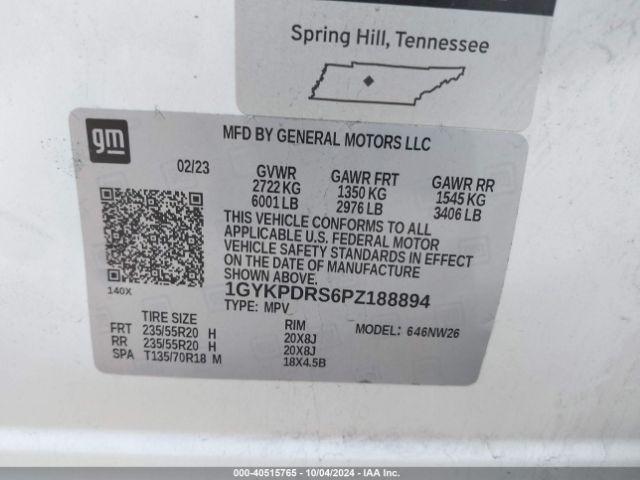 Spring Hill, Tennessee
gm
MFD BY GENERAL MOTORS LLC
02/23 GVWR GAWR FRT GAWR RR
2722 KG 1350 KG 1545 KG
6001 LB 2976 LB 3406 LB
THIS VEHICLE CONFORMS TO ALL
APPLICABLE U.S. FEDERAL MOTOR
VEHICLE SAFETY STANDARDS IN EFFECT
ON THE DATE OF MANUFACTURE
SHOWN ABOVE.
140X
1GYKPDRS6PZ188894
TYPE: MPV
TIRE SIZE RIM MODEL: 646NW26
FRT 235/55R20 H 20X8J
RR 235/55R20 H 20X8J
SPA T135/70R18 M 18X4.5B
000-40515765 - 10/04/2024 - IAA Inc.